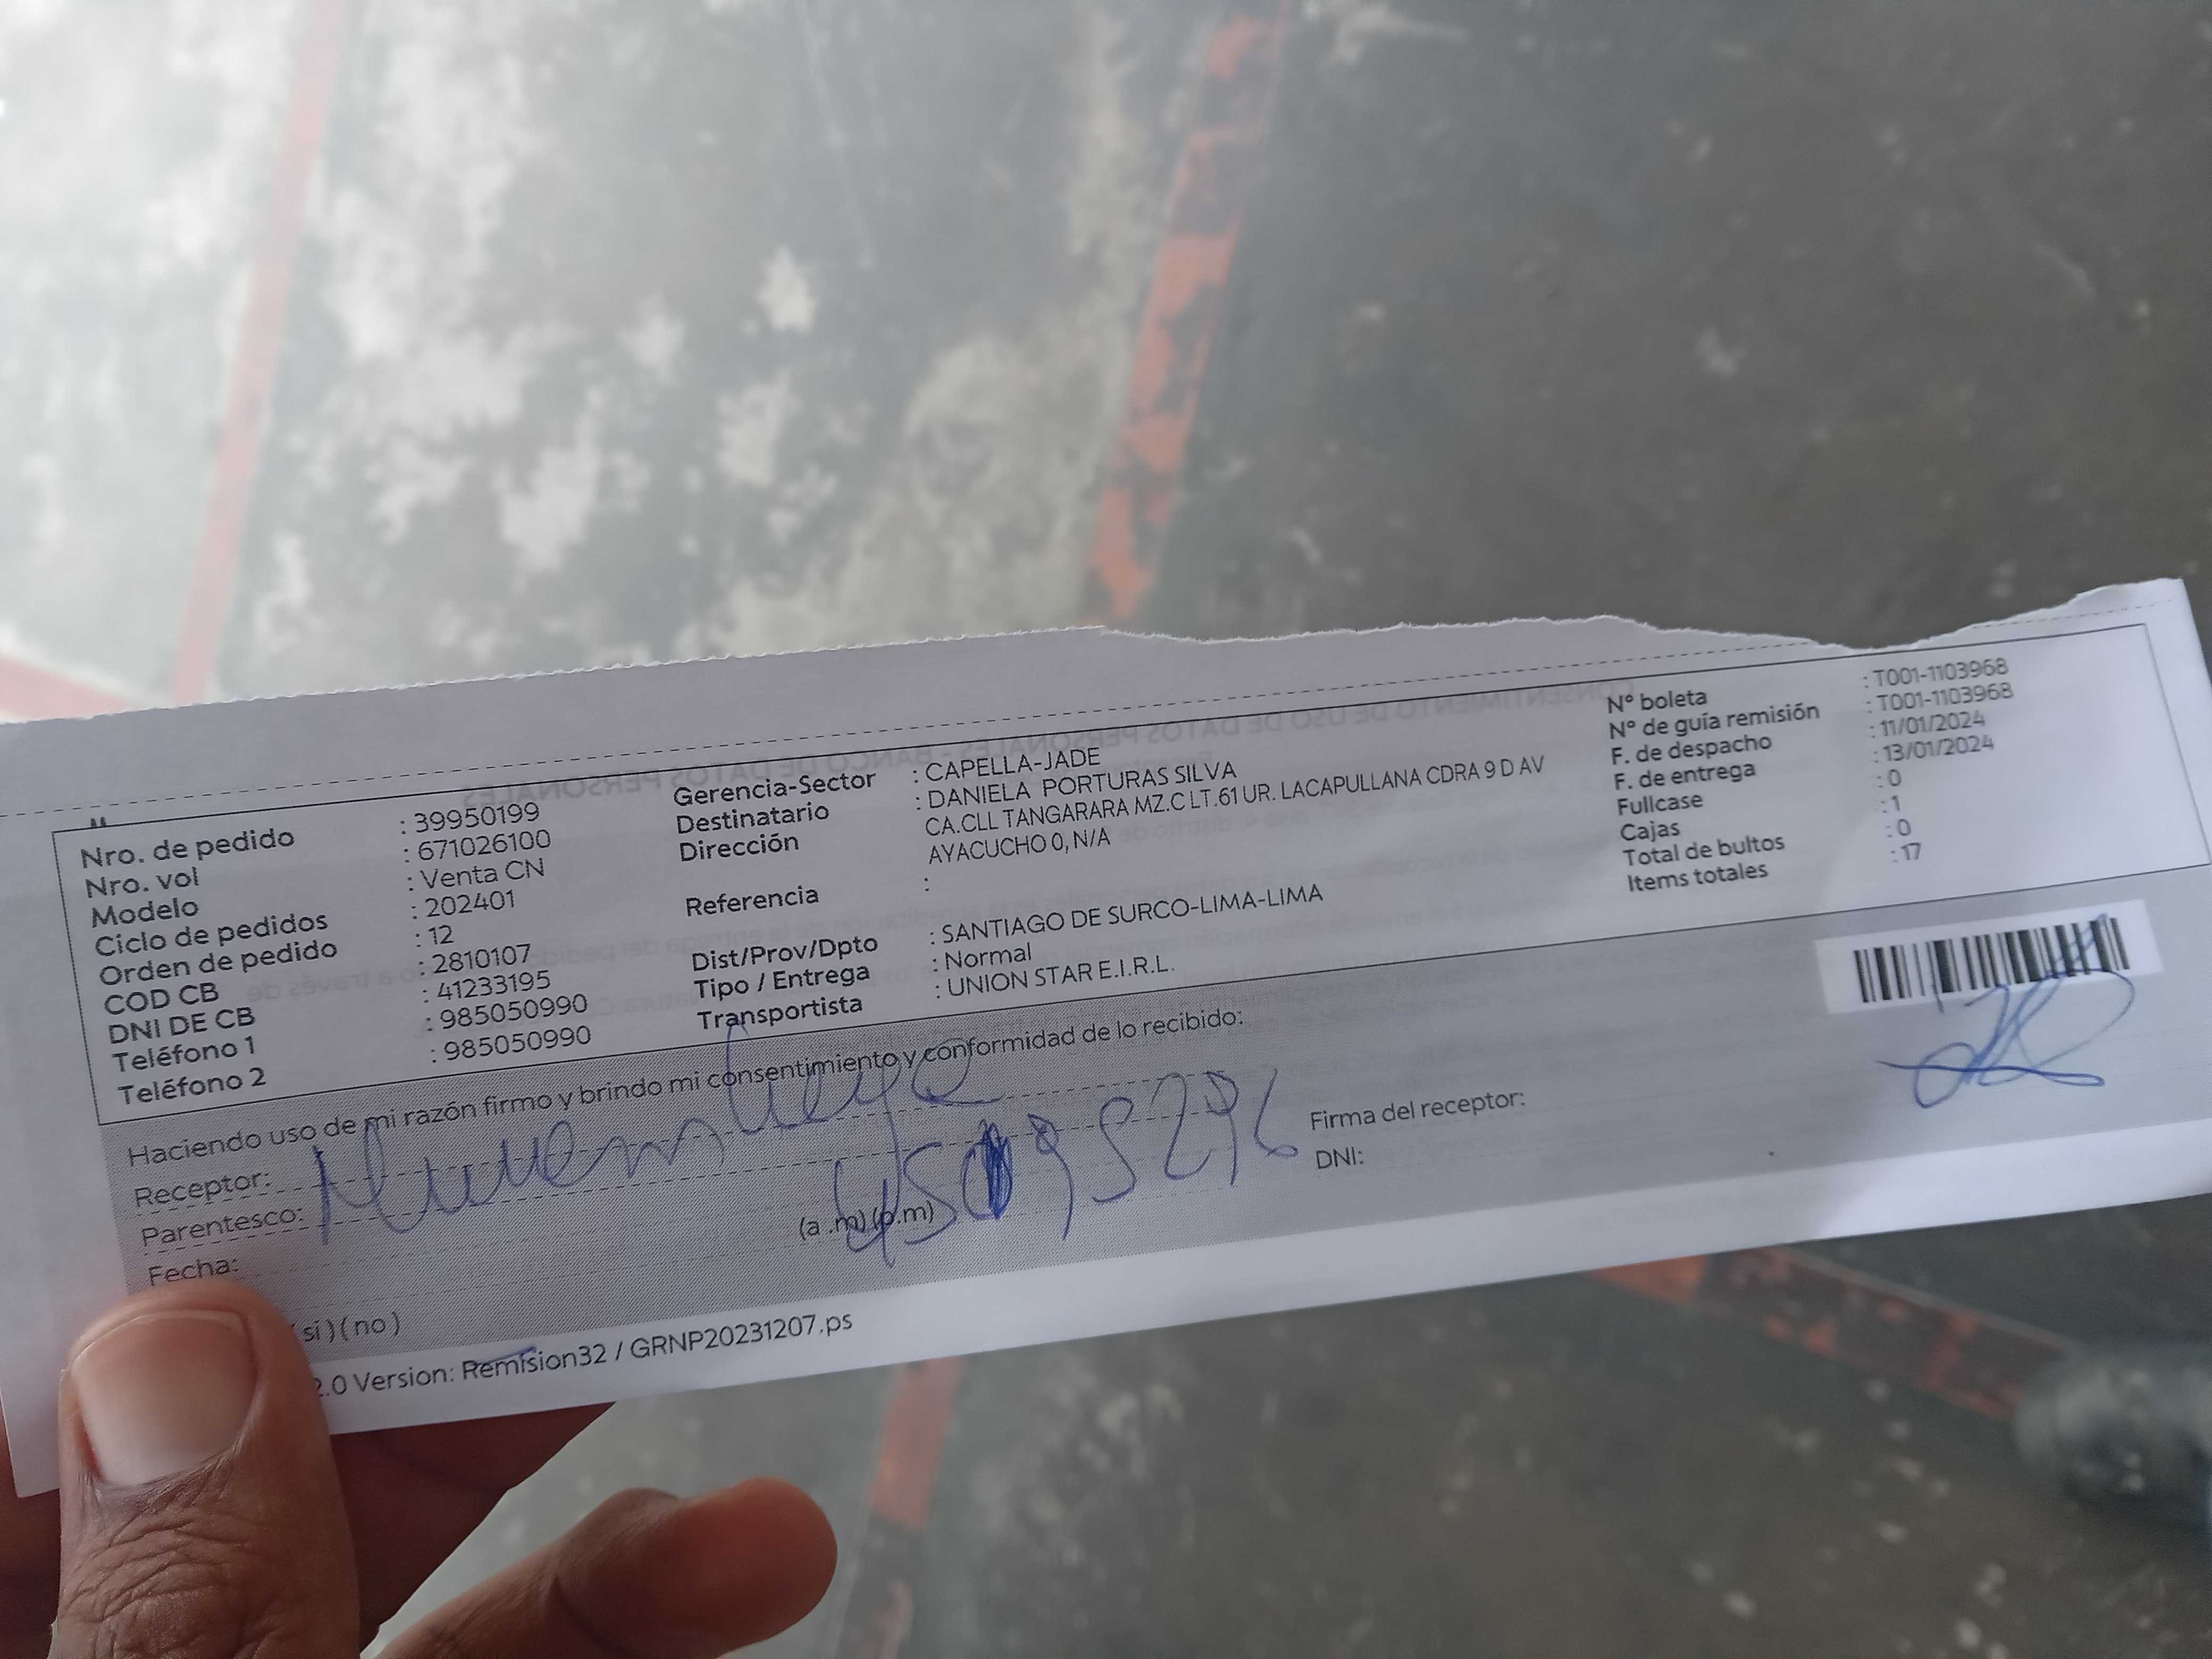 Nro. de pedido : 39950199
Nro. vol : 671026100
Modelo : Venta CN
Ciclo de pedidos : 202401
Orden de pedido : 12
COD CB : 2810107
DNI DE CB : 41233195
Teléfono 1 : 985050990
Teléfono 2 : 985050990
Gerencia-Sector : CAPELLA-JADE
Destinatario : DANIELA PORTURAS SILVA
Dirección CA.CLL TANGARARA MZ.C LT.61 UR. LACAPULLANA CDRA 9 D AV
AYACUCHO 0, N/A
Referencia :
Dist/Prov/Dpto : SANTIAGO DE SURCO-LIMA-LIMA
Tipo / Entrega : Normal
Transportista : UNION STAR E.I.R.L.
N° boleta : T001-1103968
N° de guía remisión : T001-1103968
F. de despacho : 11/01/2024
F. de entrega : 13/01/2024
Fullcase : 0
Cajas : 1
Total de bultos : 0
Items totales : 17
Haciendo uso de mi razón firmo y brindo mi consentimiento y conformidad de lo recibido:
Receptor:
Parentesco:
Fecha: (a .m) (p.m)
Firma del receptor:
DNI:
( si ) ( no )
2.0 Version: Remision32 / GRNP20231207.ps